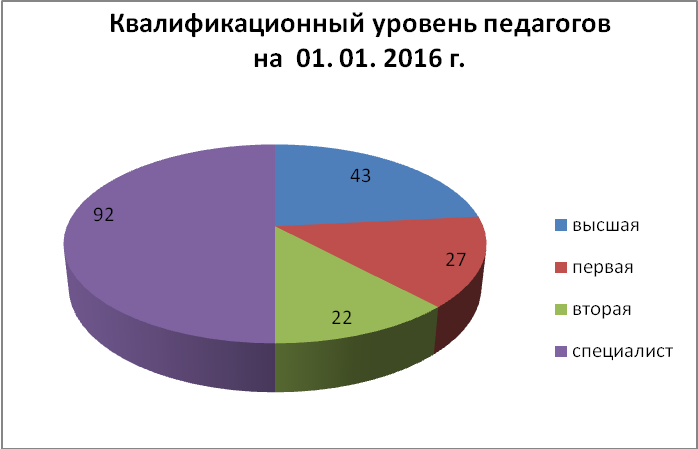 Квалификационный уровень педагогов
на  01. 01. 2016 г.
43
92
27
22
высшая
первая
вторая
специалист